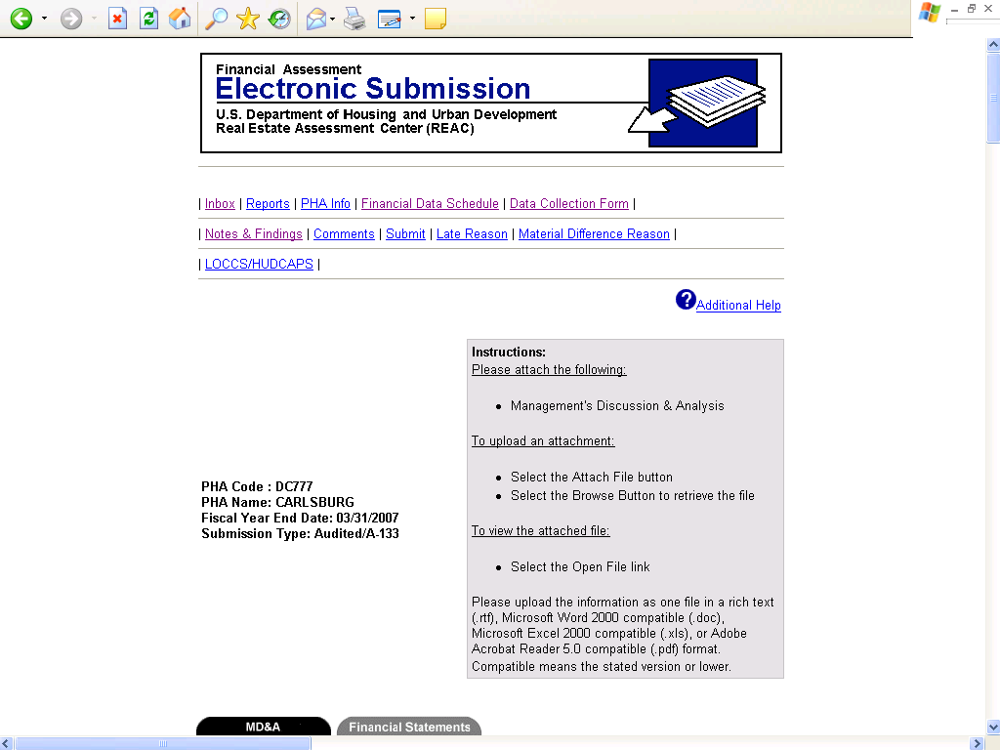 Financial Assessment
Electronic Submission
U.S. Department of Housing and Urban Development
Real Estate Assessment Center (REAC)
| Inbox | Reports | PHA Info | Financial Data Schedule | Data Collection Form |
| Notes & Findings | Comments | Submit | Late Reason | Material Difference Reason |
| LOCCS/HUDCAPS |
? Additional Help
Instructions:
Please attach the following:
• Management's Discussion & Analysis
To upload an attachment:
• Select the Attach File button
• Select the Browse Button to retrieve the file
PHA Code : DC777
PHA Name: CARLSBURG
Fiscal Year End Date: 03/31/2007
Submission Type: Audited/A-133
To view the attached file:
• Select the Open File link
Please upload the information as one file in a rich text
(.rtf), Microsoft Word 2000 compatible (.doc),
Microsoft Excel 2000 compatible (.xls), or Adobe
Acrobat Reader 5.0 compatible (.pdf) format.
Compatible means the stated version or lower.
MD&A
Financial Statements